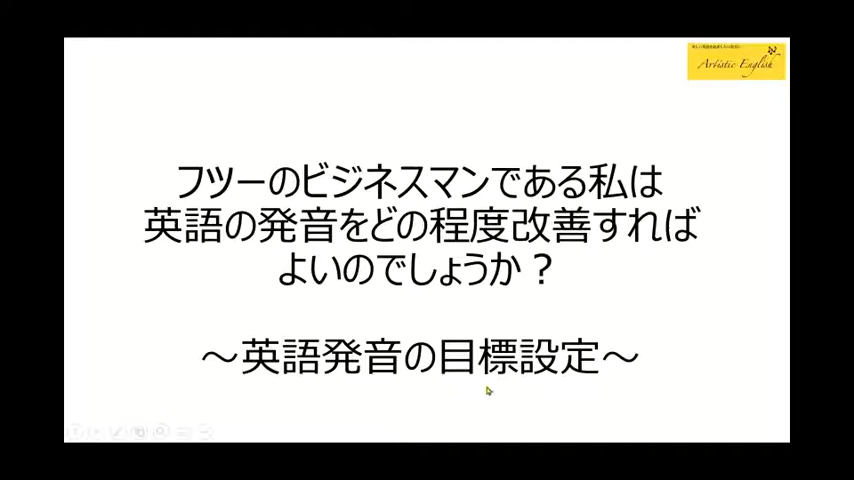 Artistic English
フツーのビジネスマンである私は
英語の発音をどの程度改善すれば
よいのでしょうか？
～英語発音の目標設定～